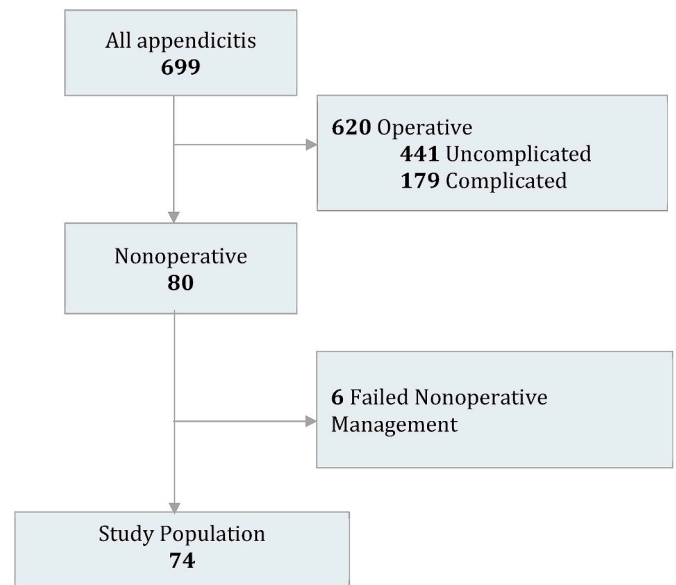 All appendicitis
699
620 Operative
441 Uncomplicated
179 Complicated
Nonoperative
80
6 Failed Nonoperative
Management
Study Population
74